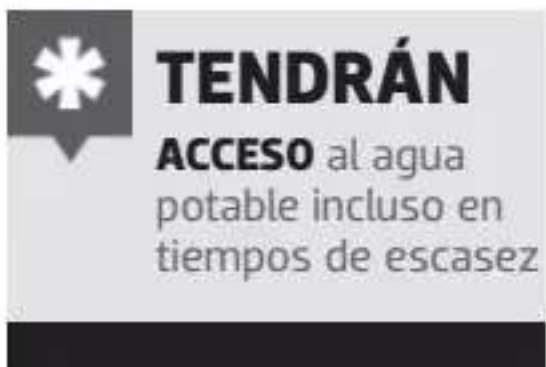 TENDRÁN
ACCESO al agua
potable incluso en
tiempos de escasez